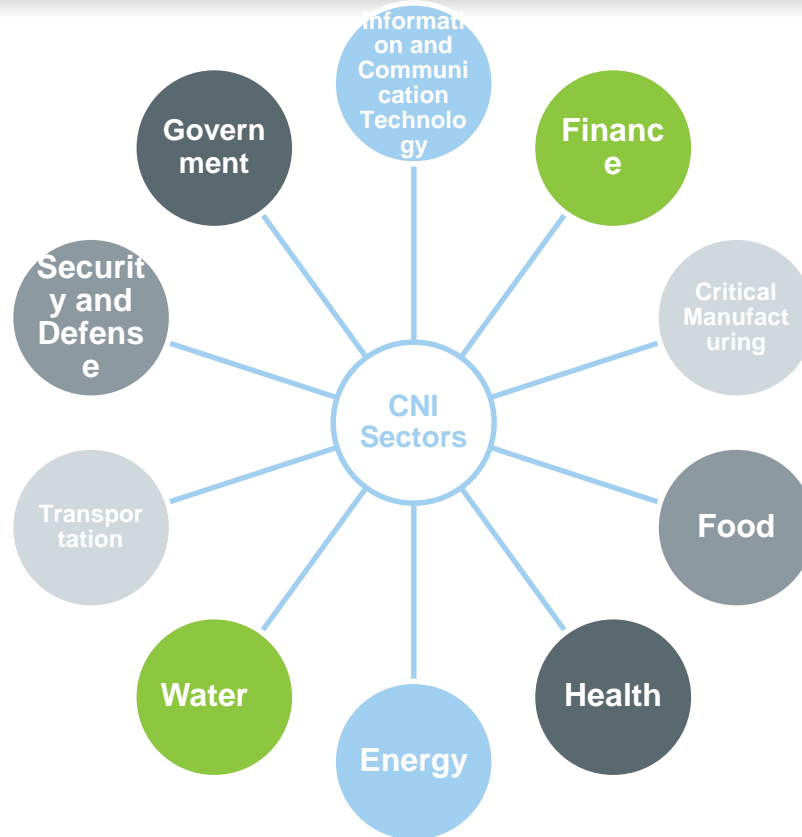 Informati
on and
Communi
cation
Technolo
gy
Financ
e
Critical
Manufact
uring
Food
Health
Energy
Water
Transpor
tation
Securit
y and
Defens
e
Govern
ment
CNI
Sectors